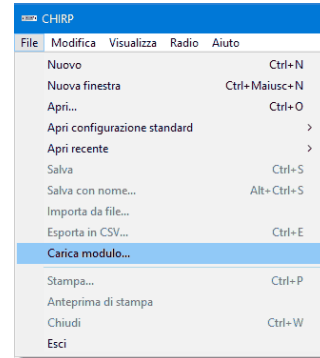 CHIRP
File Modifica Visualizza Radio Aiuto
Nuovo Ctrl+N
Nuova finestra Ctrl+Maiusc+N
Apri... Ctrl+O
Apri configurazione standard >
Apri recente >
Salva Ctrl+S
Salva con nome... Alt+Ctrl+S
Importa da file...
Esporta in CSV... Ctrl+E
Carica modulo...
Stampa... Ctrl+P
Anteprima di stampa
Chiudi Ctrl+W
Esci